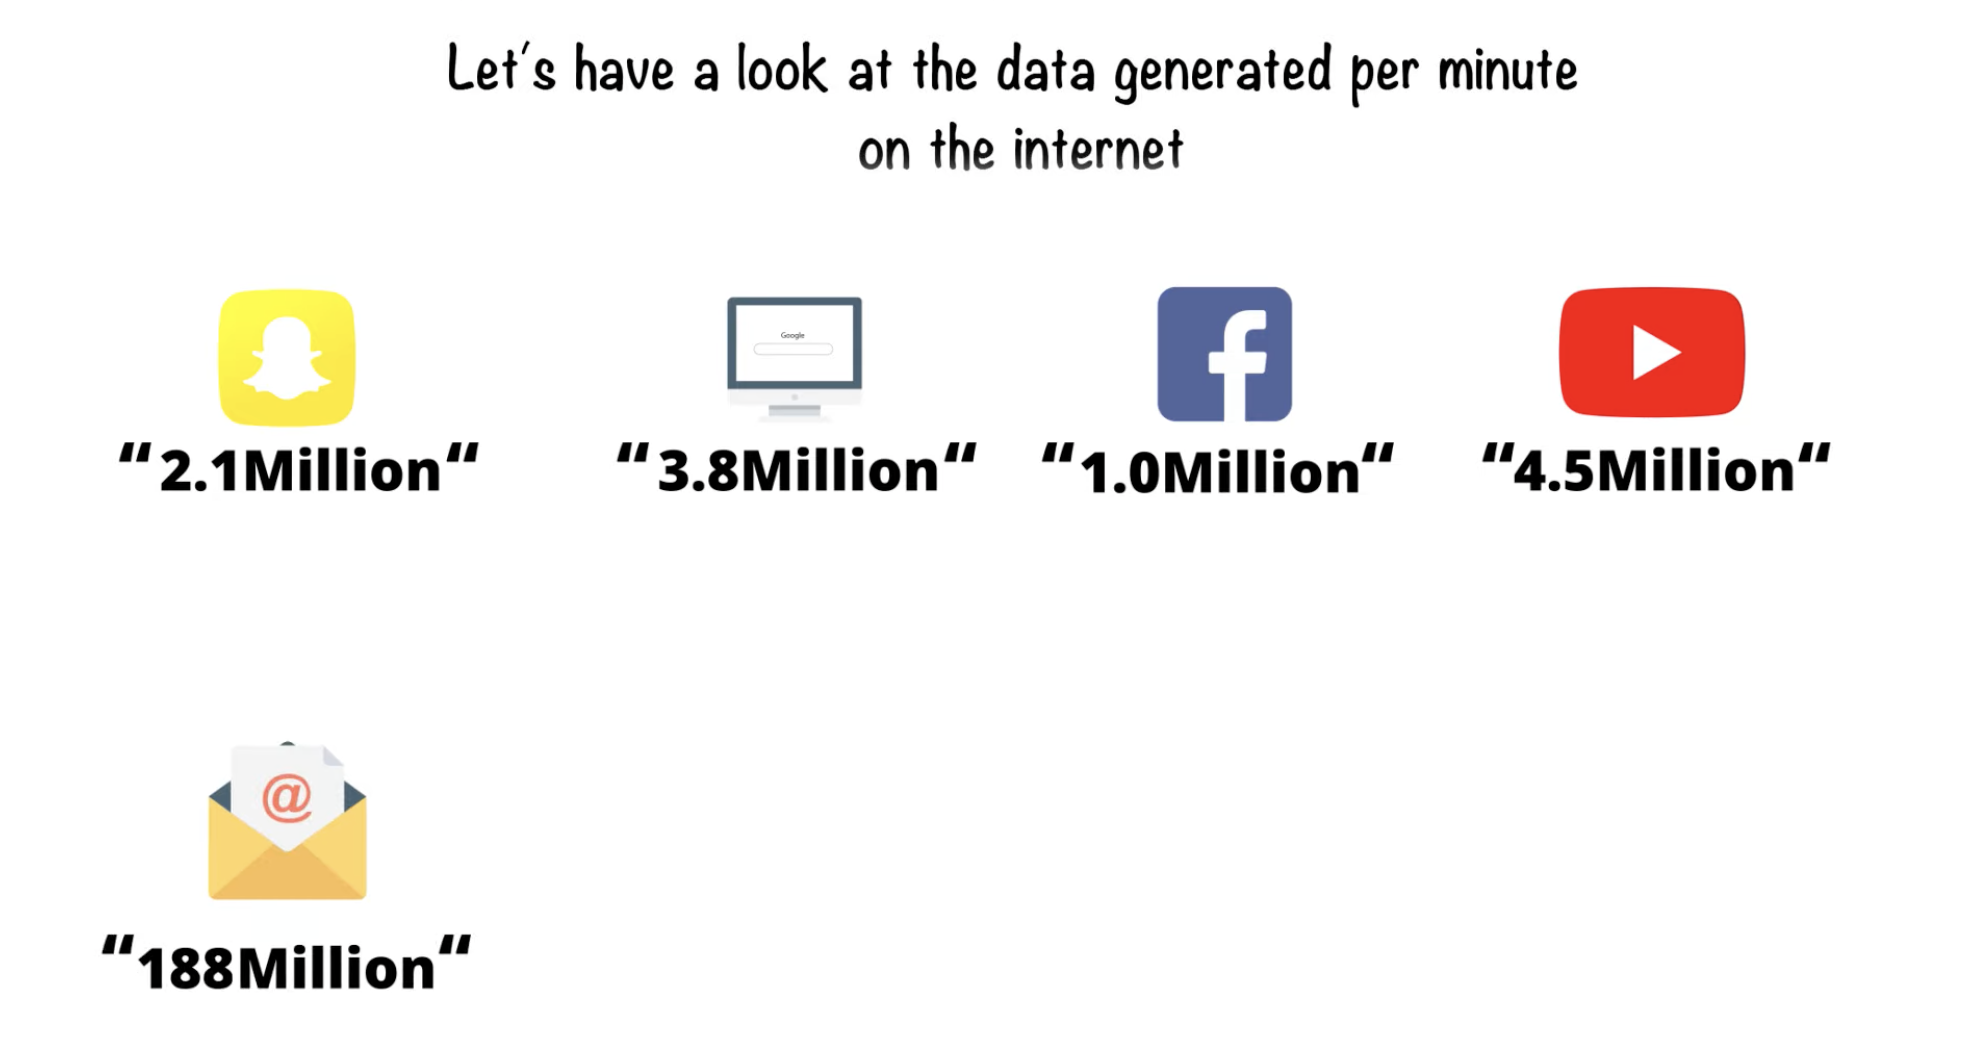 Let's have a look at the data generated per minute
on the internet
Google
“2.1Million“
“3.8Million“
“1.0Million“
“4.5Million“
@
“188Million“